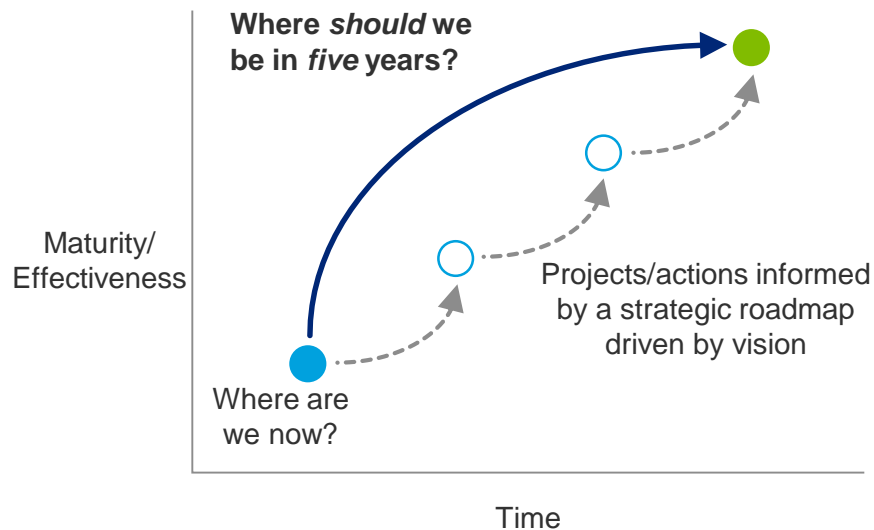 Where should we
be in five years?
Maturity/
Effectiveness
Projects/actions informed
by a strategic roadmap
driven by vision
Where are
we now?
Time